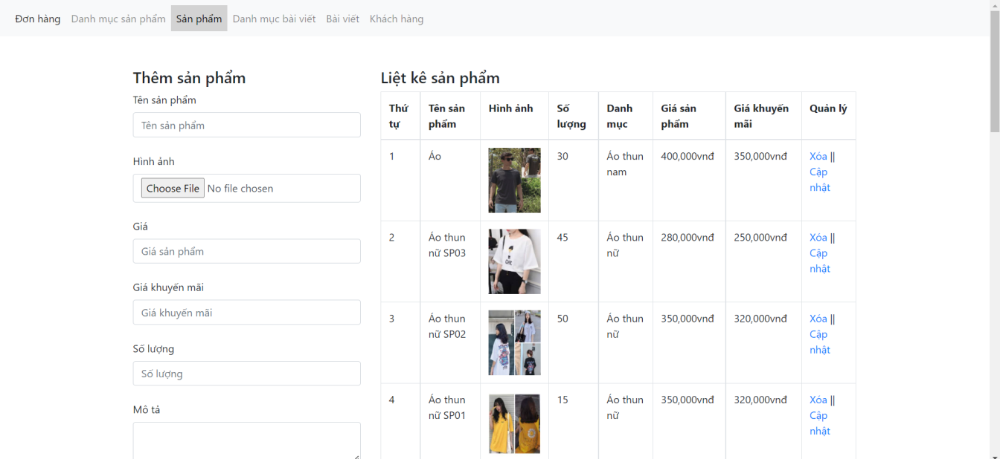 Đơn hàng Danh mục sản phẩm Sản phẩm Danh mục bài viết Bài viết Khách hàng
Thêm sản phẩm
Tên sản phẩm
Tên sản phẩm
Hình ảnh
Choose File No file chosen
Giá
Giá sản phẩm
Giá khuyến mãi
Giá khuyến mãi
Số lượng
Số lượng
Mô tả
Liệt kê sản phẩm
Thứ tự Tên sản phẩm Hình ảnh Số lượng Danh mục Giá sản phẩm Giá khuyến mãi Quản lý
1 Áo 30 Áo thun nam 400,000vnđ 350,000vnđ Xóa || Cập nhật
2 Áo thun nữ SP03 45 Áo thun nữ 280,000vnđ 250,000vnđ Xóa || Cập nhật
3 Áo thun nữ SP02 50 Áo thun nữ 350,000vnđ 320,000vnđ Xóa || Cập nhật
4 Áo thun nữ SP01 15 Áo thun nữ 350,000vnđ 320,000vnđ Xóa || Cập nhật